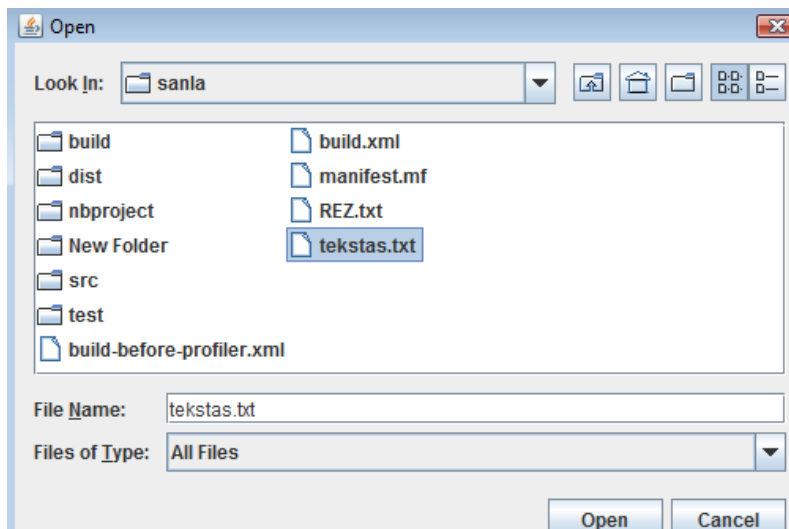 Open
Look In: sanla
build build.xml
dist manifest.mf
nbproject REZ.txt
New Folder tekstas.txt
src
test
build-before-profiler.xml
File Name: tekstas.txt
Files of Type: All Files
Open Cancel